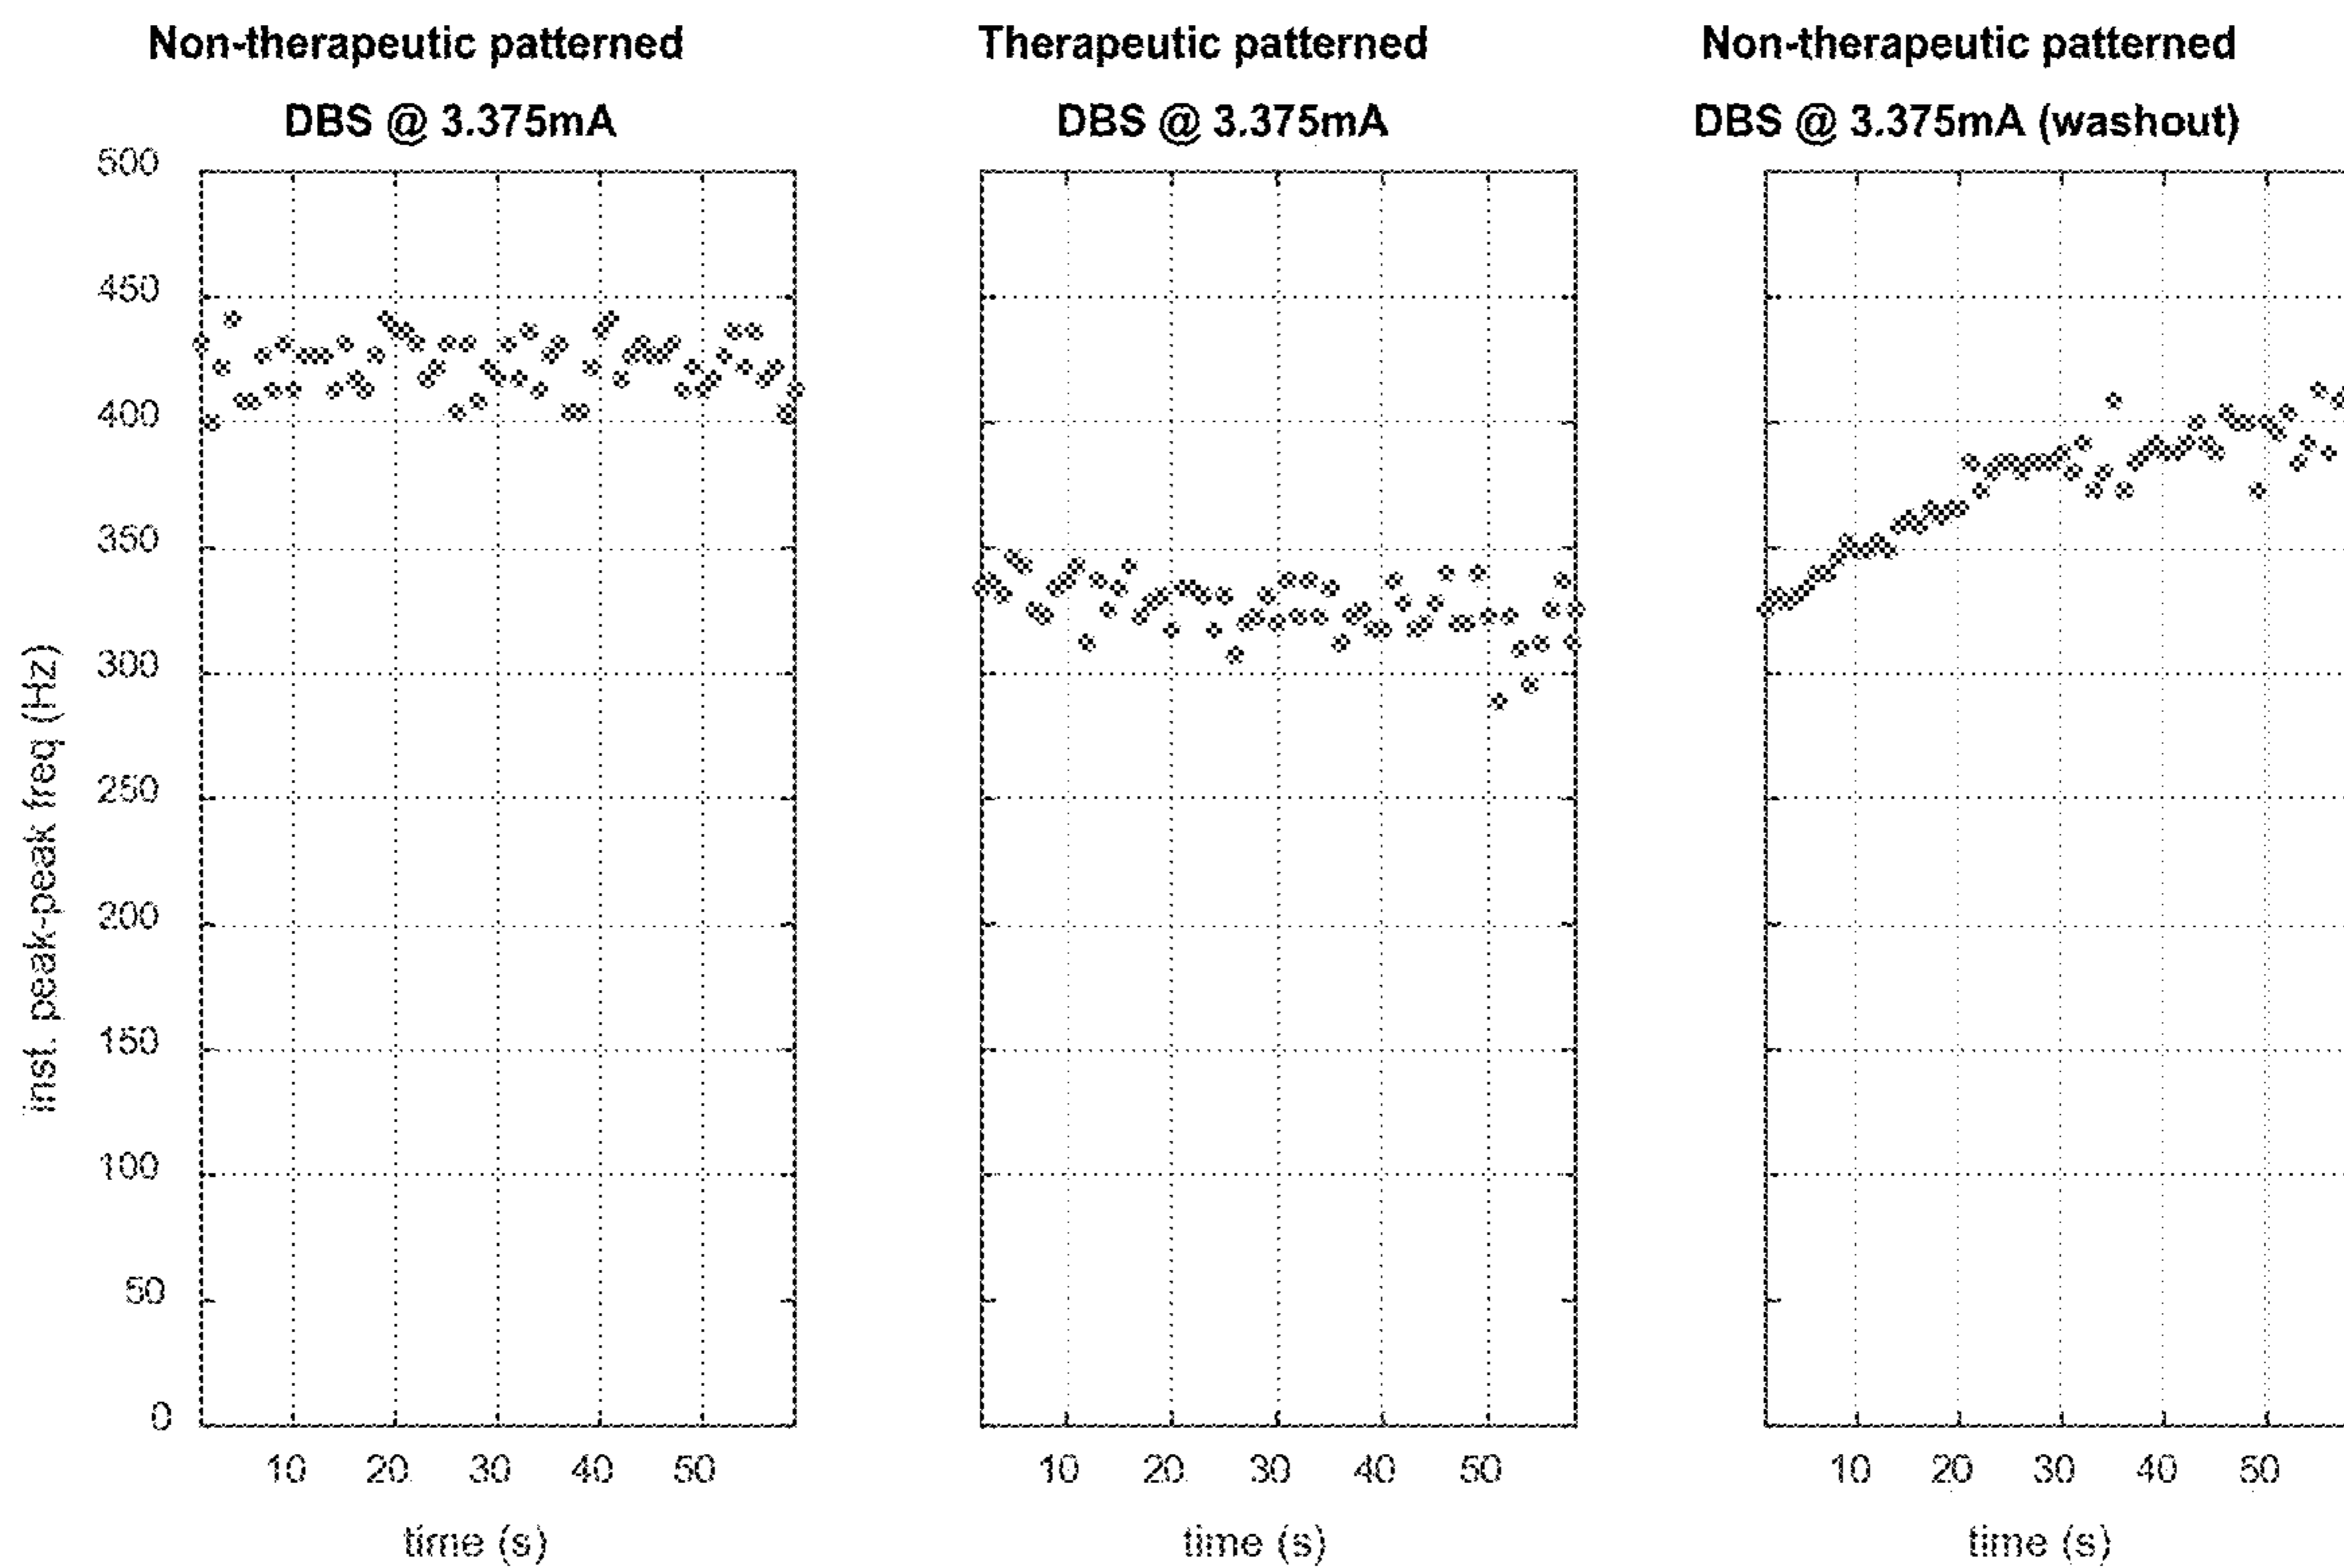 Non-therapeutic patterned
DBS @ 3.375mA
Therapeutic patterned
DBS @ 3.375mA
Non-therapeutic patterned
DBS @ 3.375mA (washout)
inst. peak-peak freq (Hz)
500
450
400
350
300
250
200
150
100
50
0
10 20 30 40 50
time (s)
10 20 30 40 50
time (s)
10 20 30 40 50
time (s)